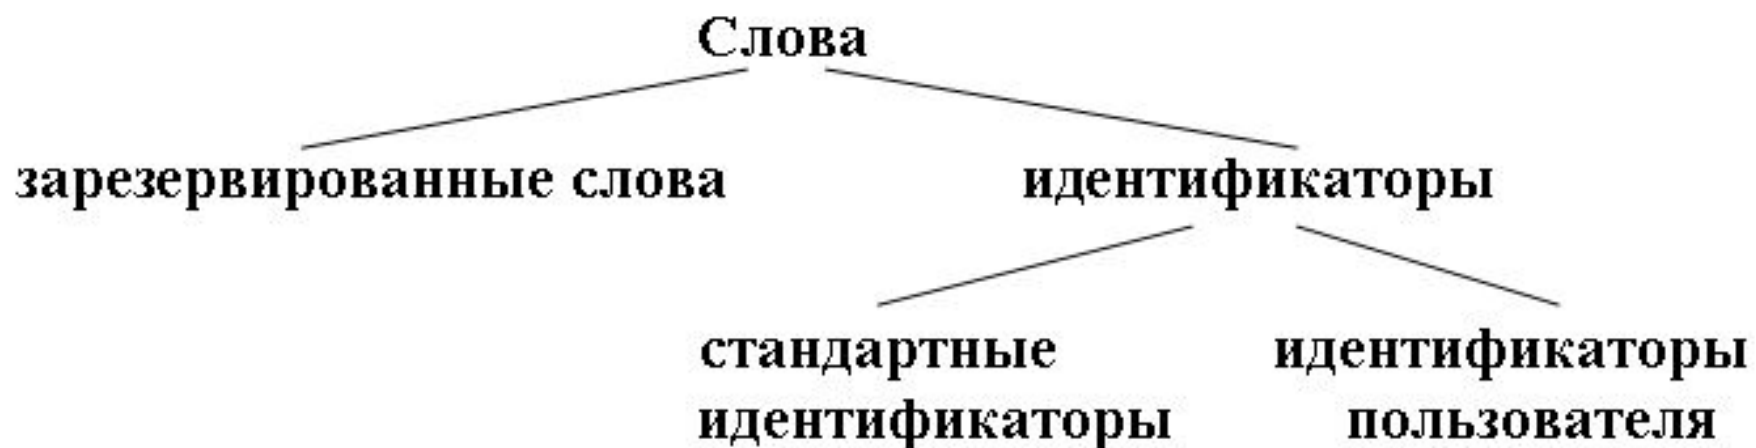 Слова
зарезервированные слова
идентификаторы
стандартные
идентификаторы
идентификаторы
пользователя